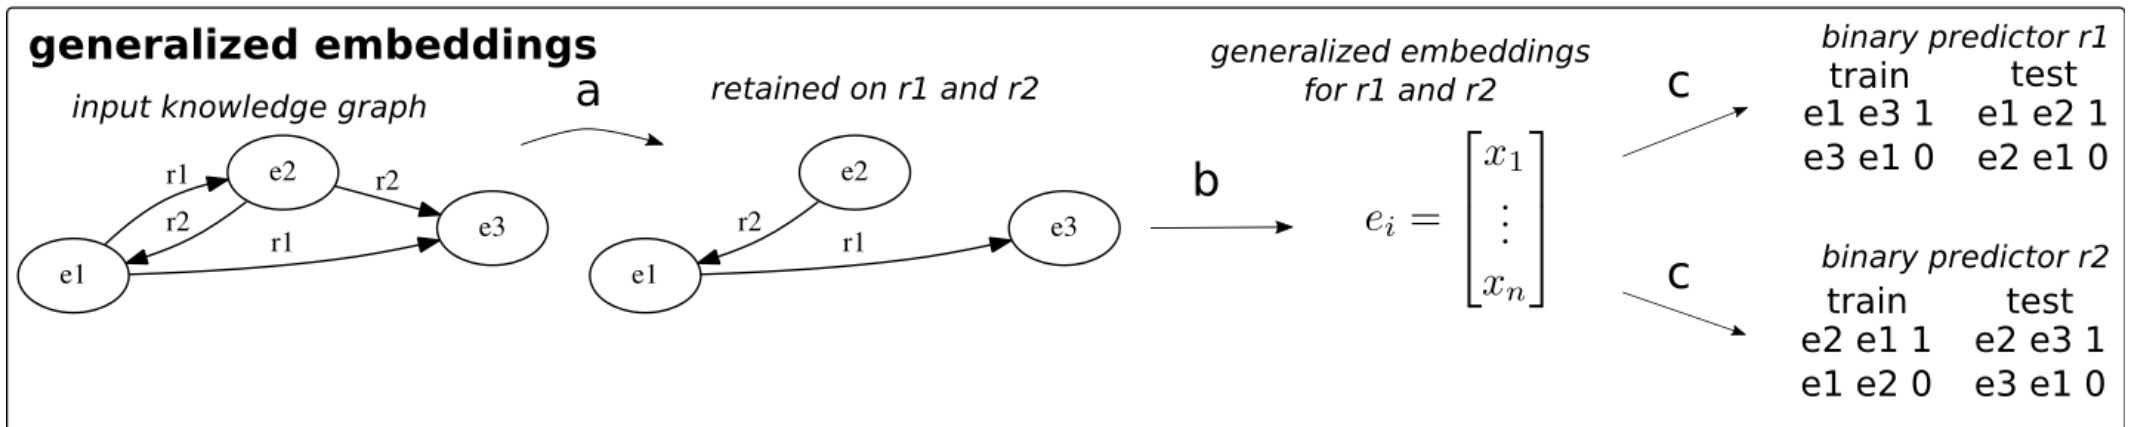 generalized embeddings
input knowledge graph
r1
e2
r2
r2
e3
r1
e1
a
retained on r1 and r2
e2
r2
e3
r1
e1
b
generalized embeddings
for r1 and r2
e_i = [x_1 ⋮ x_n]
c
binary predictor r1
train test
e1 e3 1 e1 e2 1
e3 e1 0 e2 e1 0
c
binary predictor r2
train test
e2 e1 1 e2 e3 1
e1 e2 0 e3 e1 0